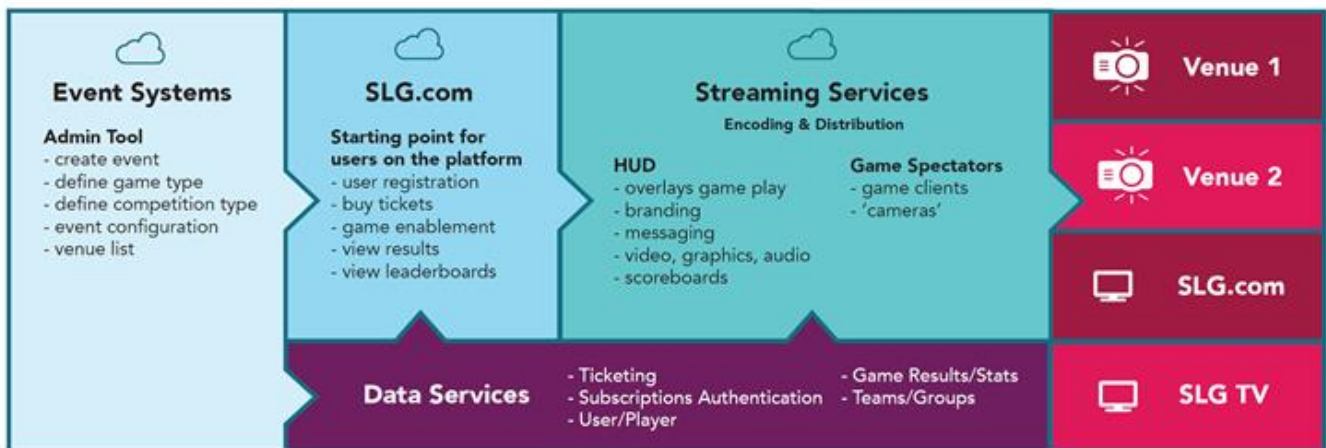 Event Systems
Admin Tool
- create event
- define game type
- define competition type
- event configuration
- venue list
SLG.com
Starting point for
users on the platform
- user registration
- buy tickets
- game enablement
- view results
- view leaderboards
Streaming Services
Encoding & Distribution
HUD
- overlays game play
- branding
- messaging
- video, graphics, audio
- scoreboards
Game Spectators
- game clients
- 'cameras'
Data Services
- Ticketing
- Subscriptions Authentication
- User/Player
- Game Results/Stats
- Teams/Groups
Venue 1
Venue 2
SLG.com
SLG TV